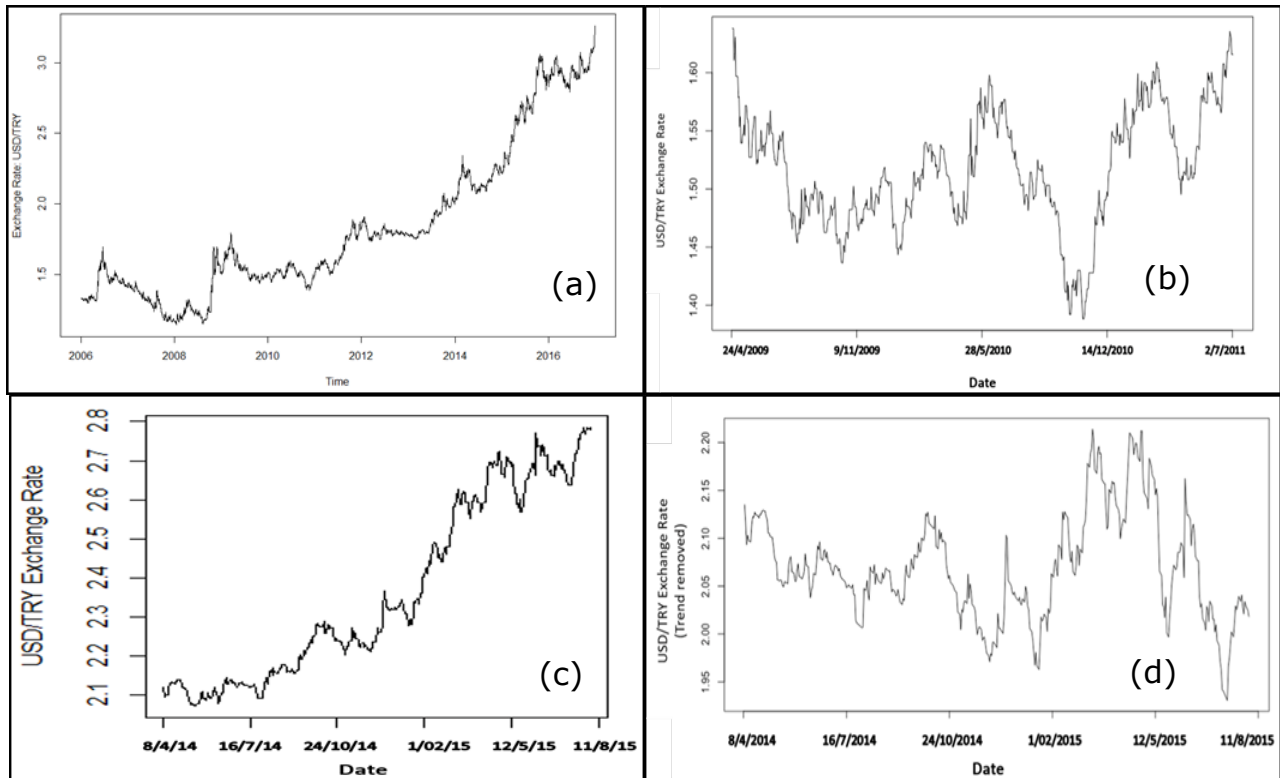 Exchange Rate: USD/TRY
3.0
2.5
2.0
1.5
2006 2008 2010 2012 2014 2016
Time
(a)
USD/TRY Exchange Rate
1.60
1.55
1.50
1.45
1.40
24/4/2009 9/11/2009 28/5/2010 14/12/2010 2/7/2011
Date
(b)
USD/TRY Exchange Rate
2.8
2.7
2.6
2.5
2.4
2.3
2.2
2.1
8/4/14 16/7/14 24/10/14 1/02/15 12/5/15 11/8/15
Date
(c)
USD/TRY Exchange Rate
(Trend removed)
2.20
2.15
2.10
2.05
2.00
1.95
8/4/2014 16/7/2014 24/10/2014 1/02/2015 12/5/2015 11/8/2015
Date
(d)